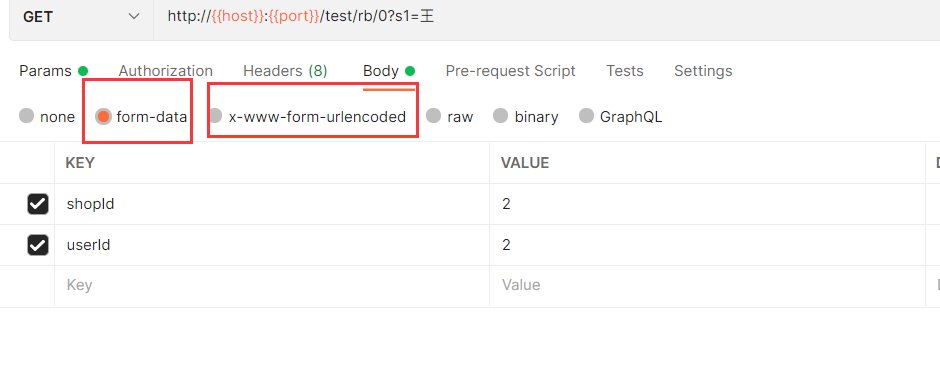 GET http://{{host}}:{{port}}/test/rb/0?s1=王
Params Authorization Headers (8) Body Pre-request Script Tests Settings
none form-data x-www-form-urlencoded raw binary GraphQL
KEY VALUE
shopId 2
userId 2
Key Value